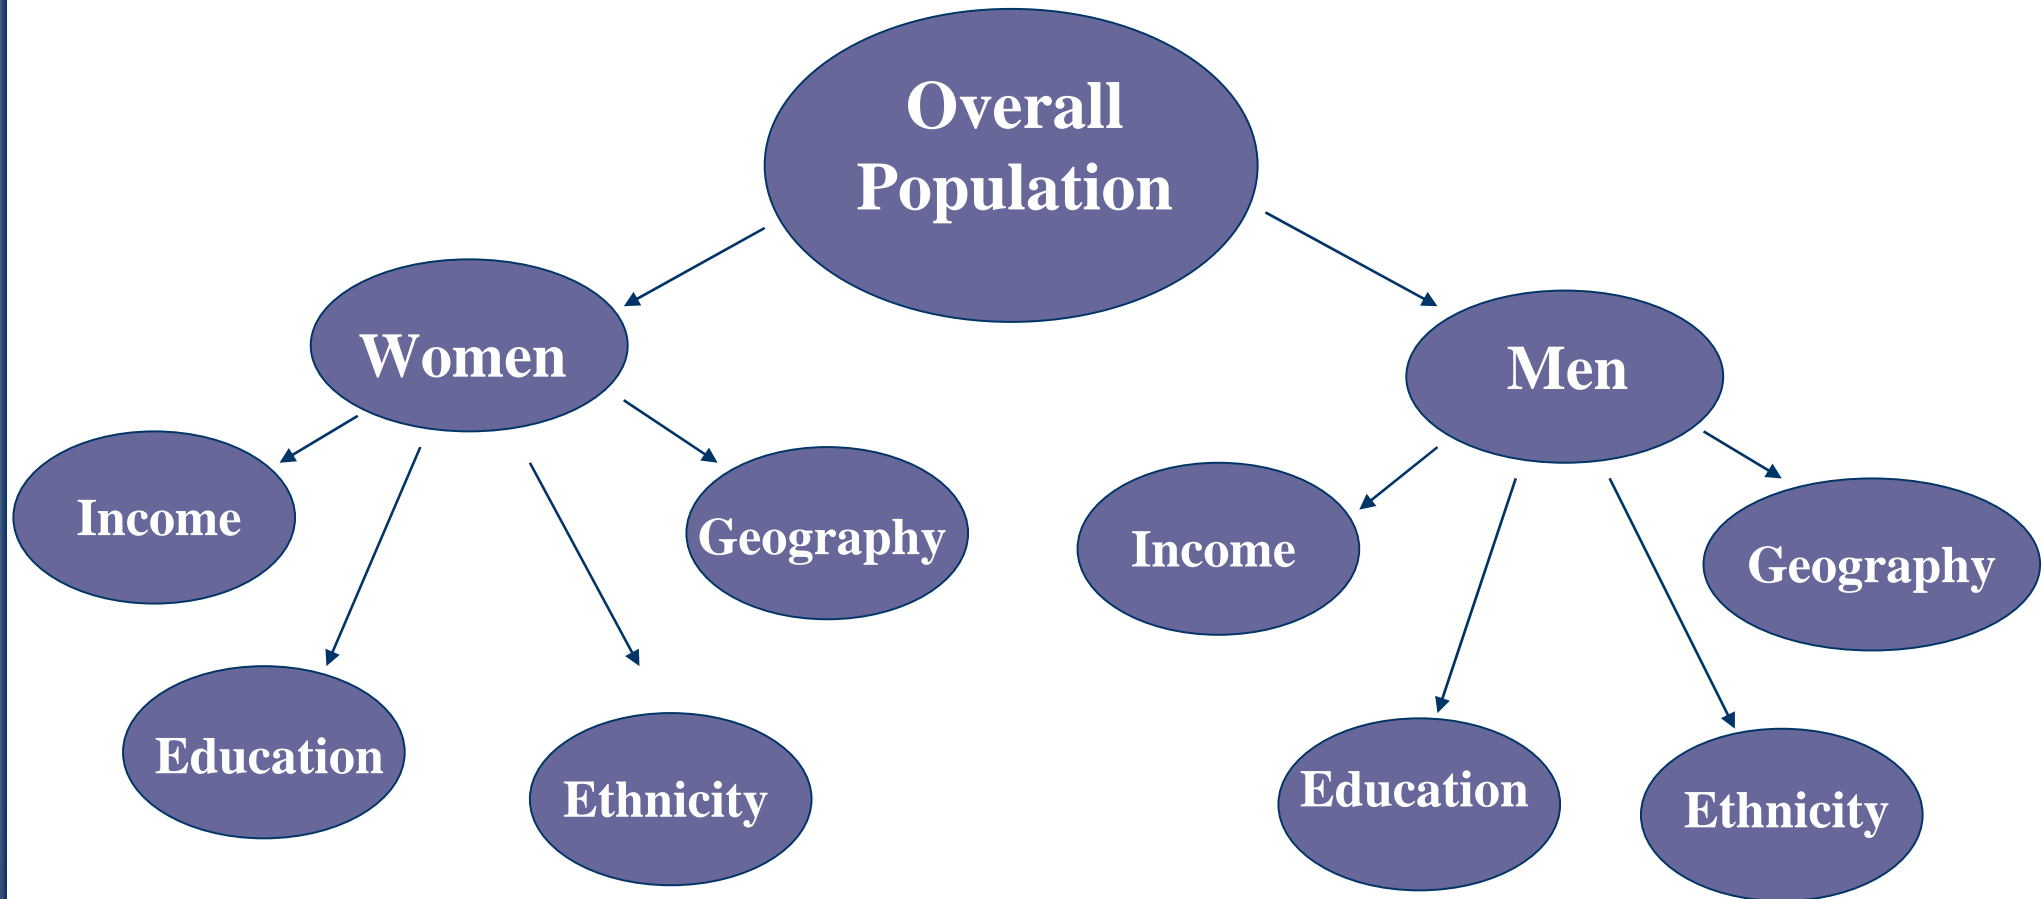 Overall
Population
Women
Men
Income
Geography
Income
Geography
Education
Ethnicity
Education
Ethnicity